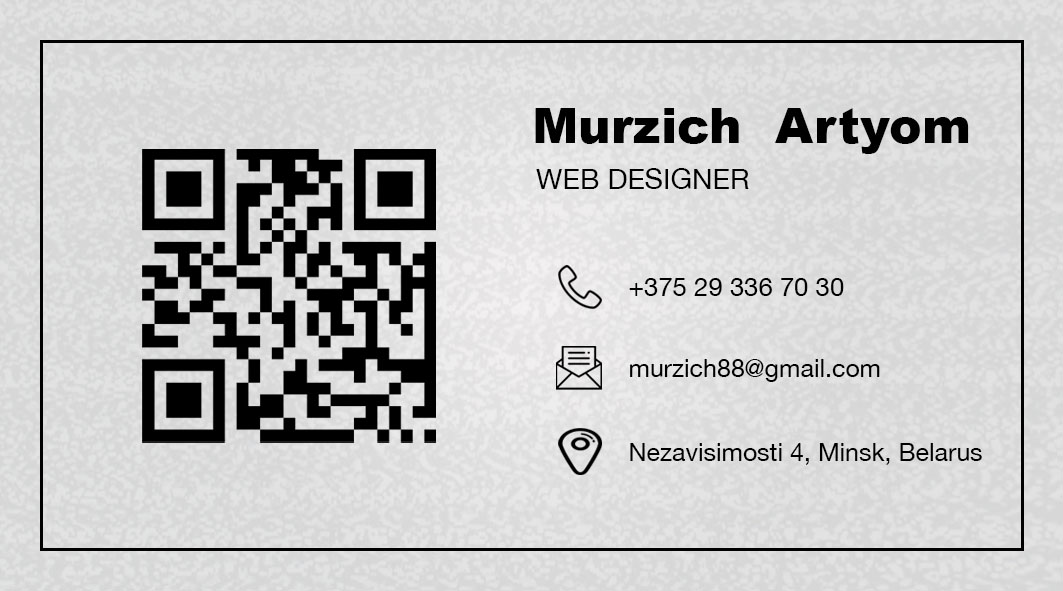 Murzich Artyom
WEB DESIGNER
+375 29 336 70 30
murzich88@gmail.com
Nezavisimosti 4, Minsk, Belarus